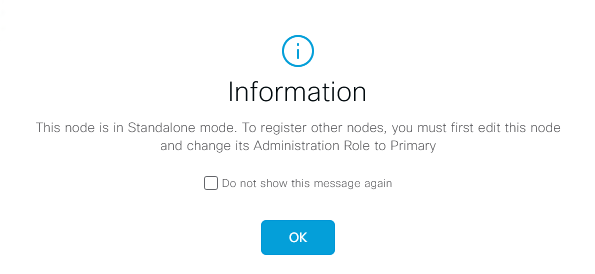 Information
This node is in Standalone mode. To register other nodes, you must first edit this node
and change its Administration Role to Primary
Do not show this message again
OK